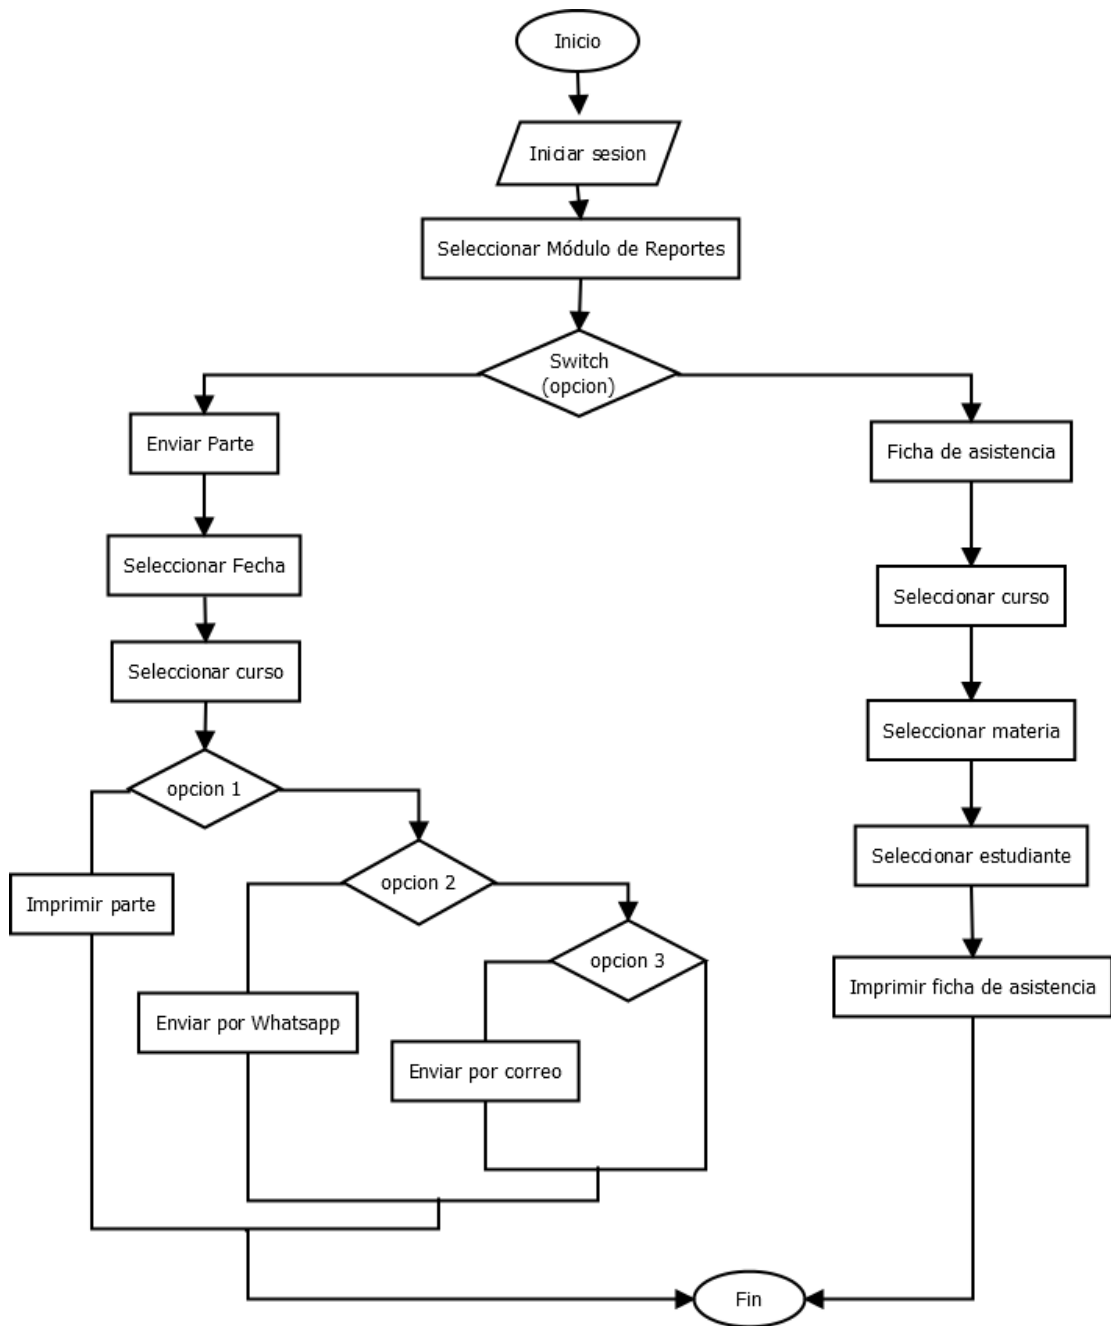 Inicio
Iniciar sesion
Seleccionar Módulo de Reportes
Switch
(opcion)
Enviar Parte
Ficha de asistencia
Seleccionar Fecha
Seleccionar curso
Seleccionar curso
Seleccionar materia
opcion 1
Seleccionar estudiante
opcion 2
Imprimir parte
opcion 3
Imprimir ficha de asistencia
Enviar por Whatsapp
Enviar por correo
Fin